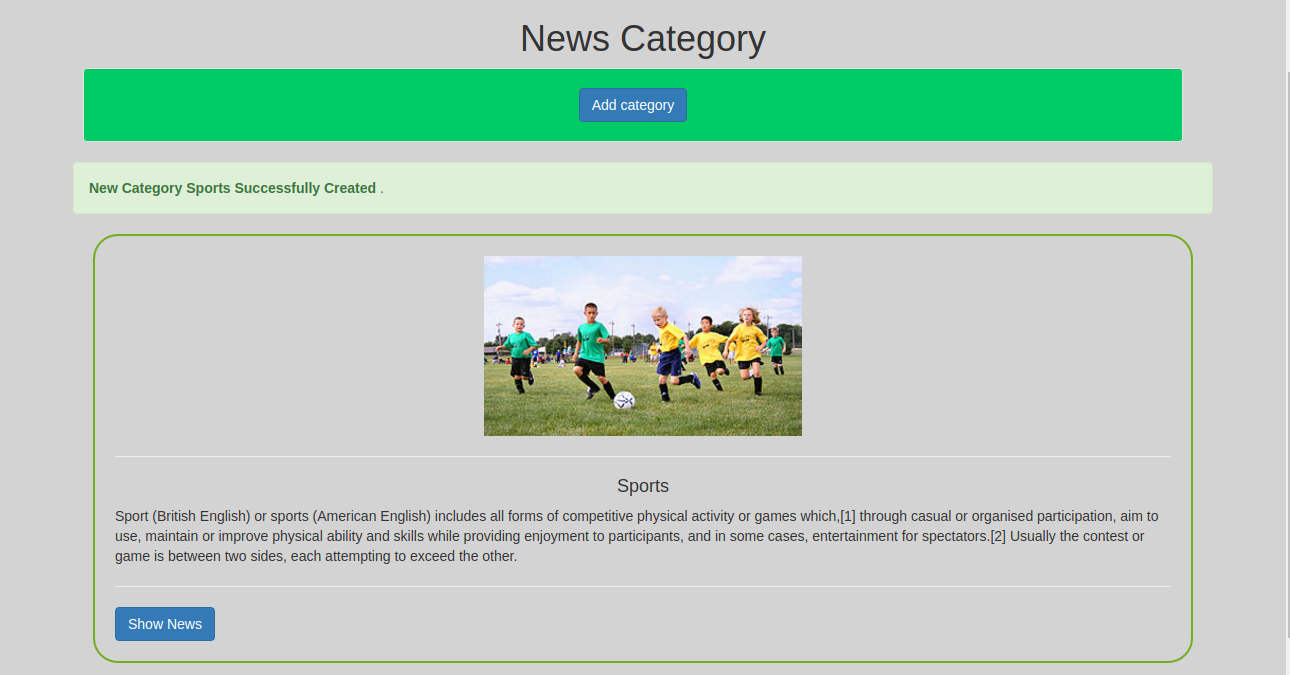 News Category
Add category
New Category Sports Successfully Created .
Sports
Sport (British English) or sports (American English) includes all forms of competitive physical activity or games which,[1] through casual or organised participation, aim to
use, maintain or improve physical ability and skills while providing enjoyment to participants, and in some cases, entertainment for spectators.[2] Usually the contest or
game is between two sides, each attempting to exceed the other.
Show News